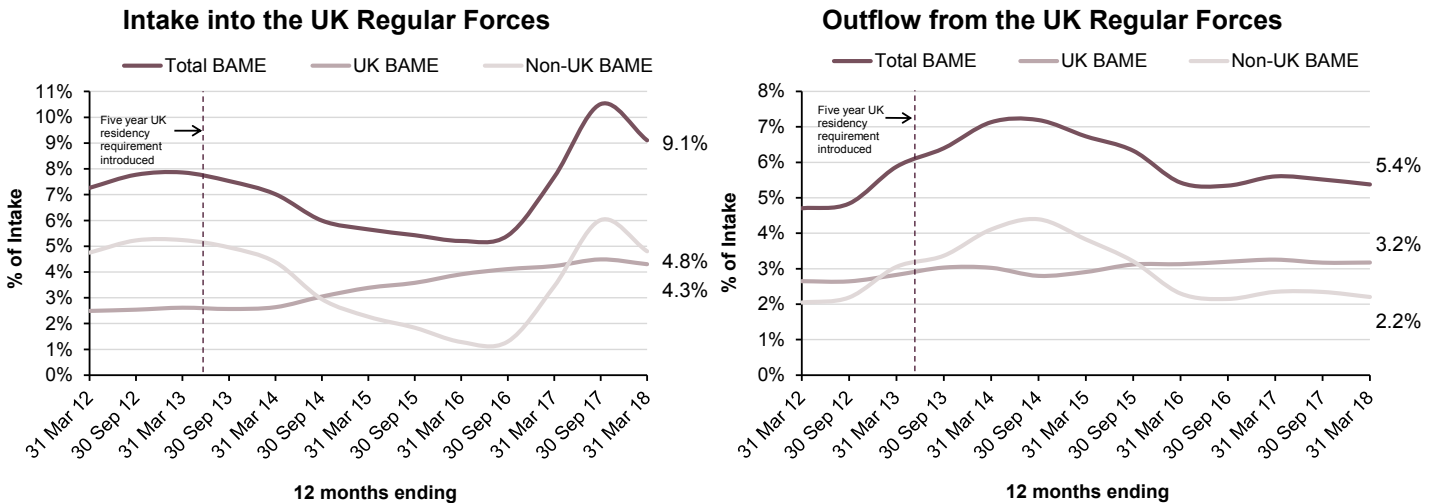 Intake into the UK Regular Forces
Total BAME UK BAME Non-UK BAME
% of Intake
11%
10%
9%
8%
7%
6%
5%
4%
3%
2%
1%
0%
Five year UK
residency
requirement
introduced
9.1%
4.8%
4.3%
31 Mar 12
30 Sep 12
31 Mar 13
30 Sep 13
31 Mar 14
30 Sep 14
31 Mar 15
30 Sep 15
31 Mar 16
30 Sep 16
31 Mar 17
30 Sep 17
31 Mar 18
12 months ending
Outflow from the UK Regular Forces
Total BAME UK BAME Non-UK BAME
% of Intake
8%
7%
6%
5%
4%
3%
2%
1%
0%
Five year UK
residency
requirement
introduced
5.4%
3.2%
2.2%
31 Mar 12
30 Sep 12
31 Mar 13
30 Sep 13
31 Mar 14
30 Sep 14
31 Mar 15
30 Sep 15
31 Mar 16
30 Sep 16
31 Mar 17
30 Sep 17
31 Mar 18
12 months ending